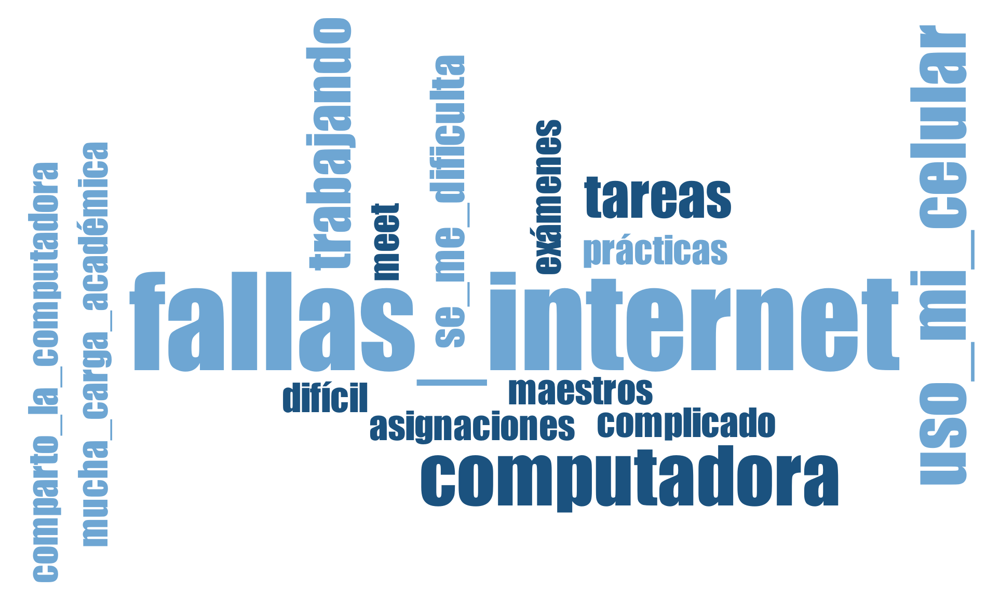 comparto_la_computadora
mucha_carga_académica
trabajando
meet
se_me_dificulta
exámenes
tareas
prácticas
fallas_internet
uso_mi_celular
difícil
maestros
asignaciones
complicado
computadora